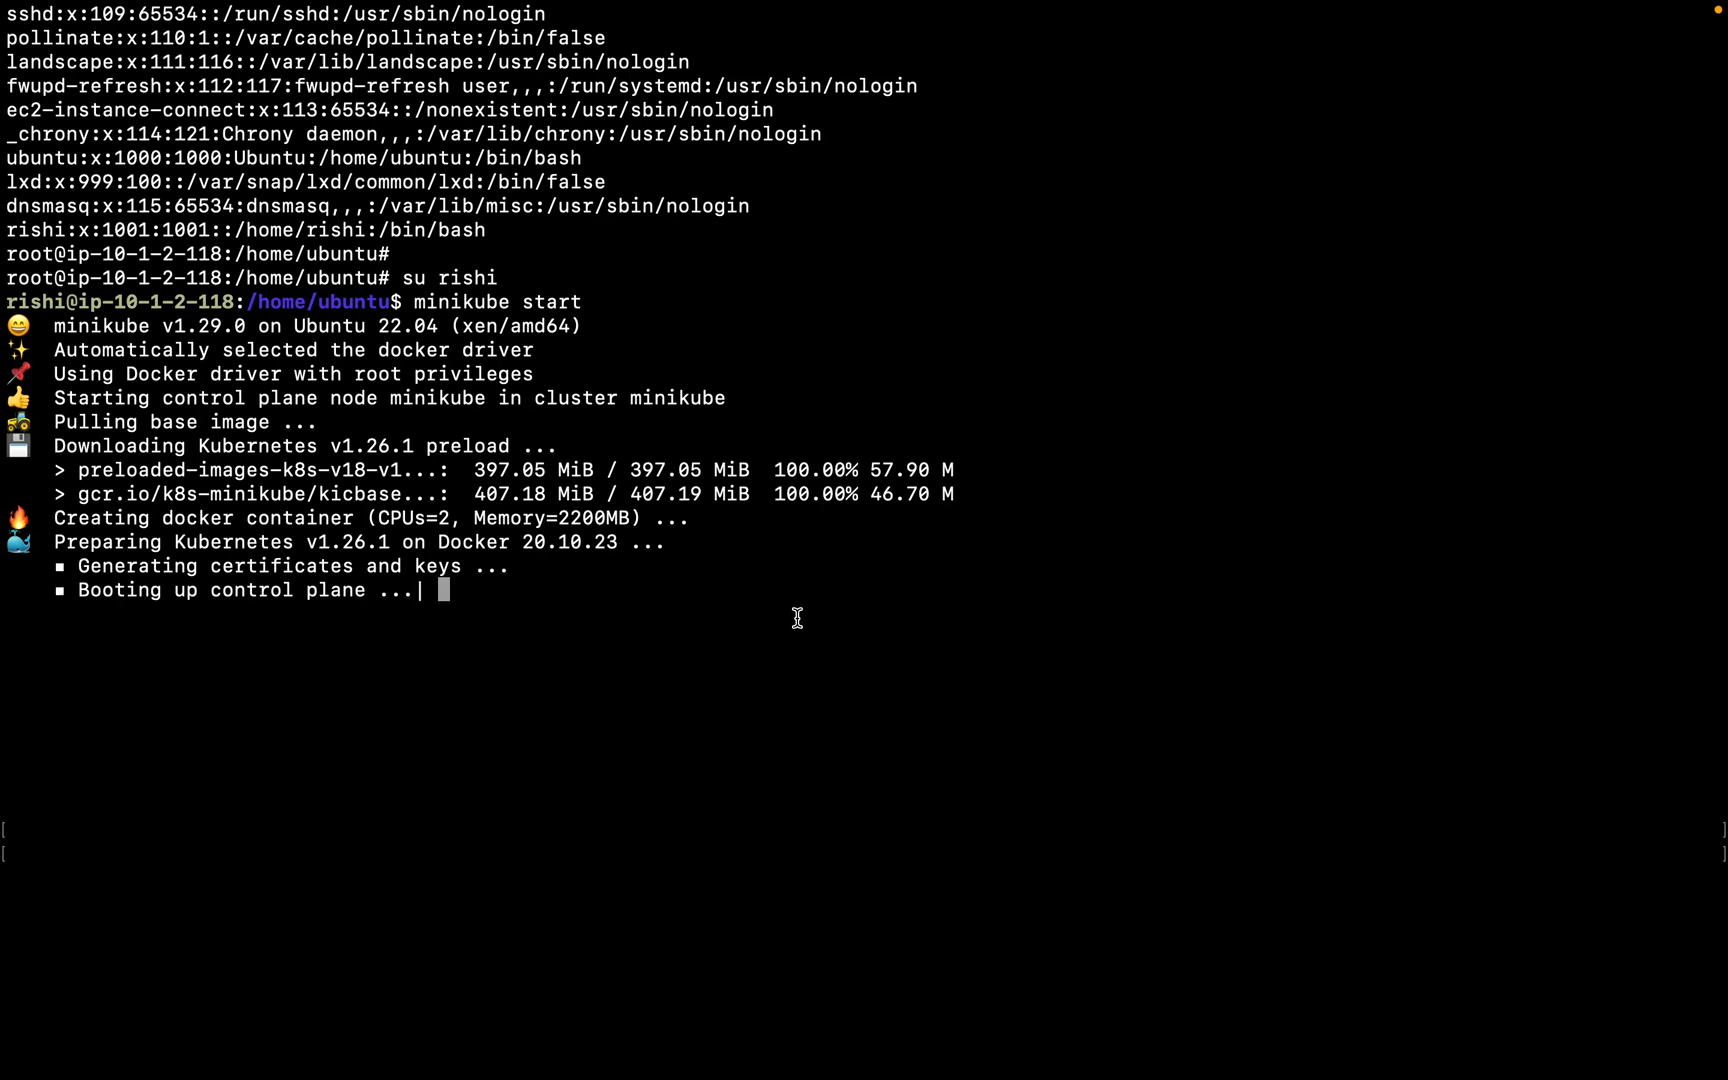 sshd:x:109:65534::/run/sshd:/usr/sbin/nologin
pollinate:x:110:1::/var/cache/pollinate:/bin/false
landscape:x:111:116::/var/lib/landscape:/usr/sbin/nologin
fwupd-refresh:x:112:117:fwupd-refresh user,,,:/run/systemd:/usr/sbin/nologin
ec2-instance-connect:x:113:65534::/nonexistent:/usr/sbin/nologin
_chrony:x:114:121:Chrony daemon,,,:/var/lib/chrony:/usr/sbin/nologin
ubuntu:x:1000:1000:Ubuntu:/home/ubuntu:/bin/bash
lxd:x:999:100::/var/snap/lxd/common/lxd:/bin/false
dnsmasq:x:115:65534:dnsmasq,,,:/var/lib/misc:/usr/sbin/nologin
rishi:x:1001:1001::/home/rishi:/bin/bash
root@ip-10-1-2-118:/home/ubuntu#
root@ip-10-1-2-118:/home/ubuntu# su rishi
rishi@ip-10-1-2-118:/home/ubuntu$ minikube start
😄  minikube v1.29.0 on Ubuntu 22.04 (xen/amd64)
✨  Automatically selected the docker driver
📌  Using Docker driver with root privileges
👍  Starting control plane node minikube in cluster minikube
🚜  Pulling base image ...
💾  Downloading Kubernetes v1.26.1 preload ...
    > preloaded-images-k8s-v18-v1...:  397.05 MiB / 397.05 MiB  100.00% 57.90 M
    > gcr.io/k8s-minikube/kicbase...:  407.18 MiB / 407.19 MiB  100.00% 46.70 M
🔥  Creating docker container (CPUs=2, Memory=2200MB) ...
🐳  Preparing Kubernetes v1.26.1 on Docker 20.10.23 ...
    ▪ Generating certificates and keys ...
    ▪ Booting up control plane ...|
[ ]
[ ]